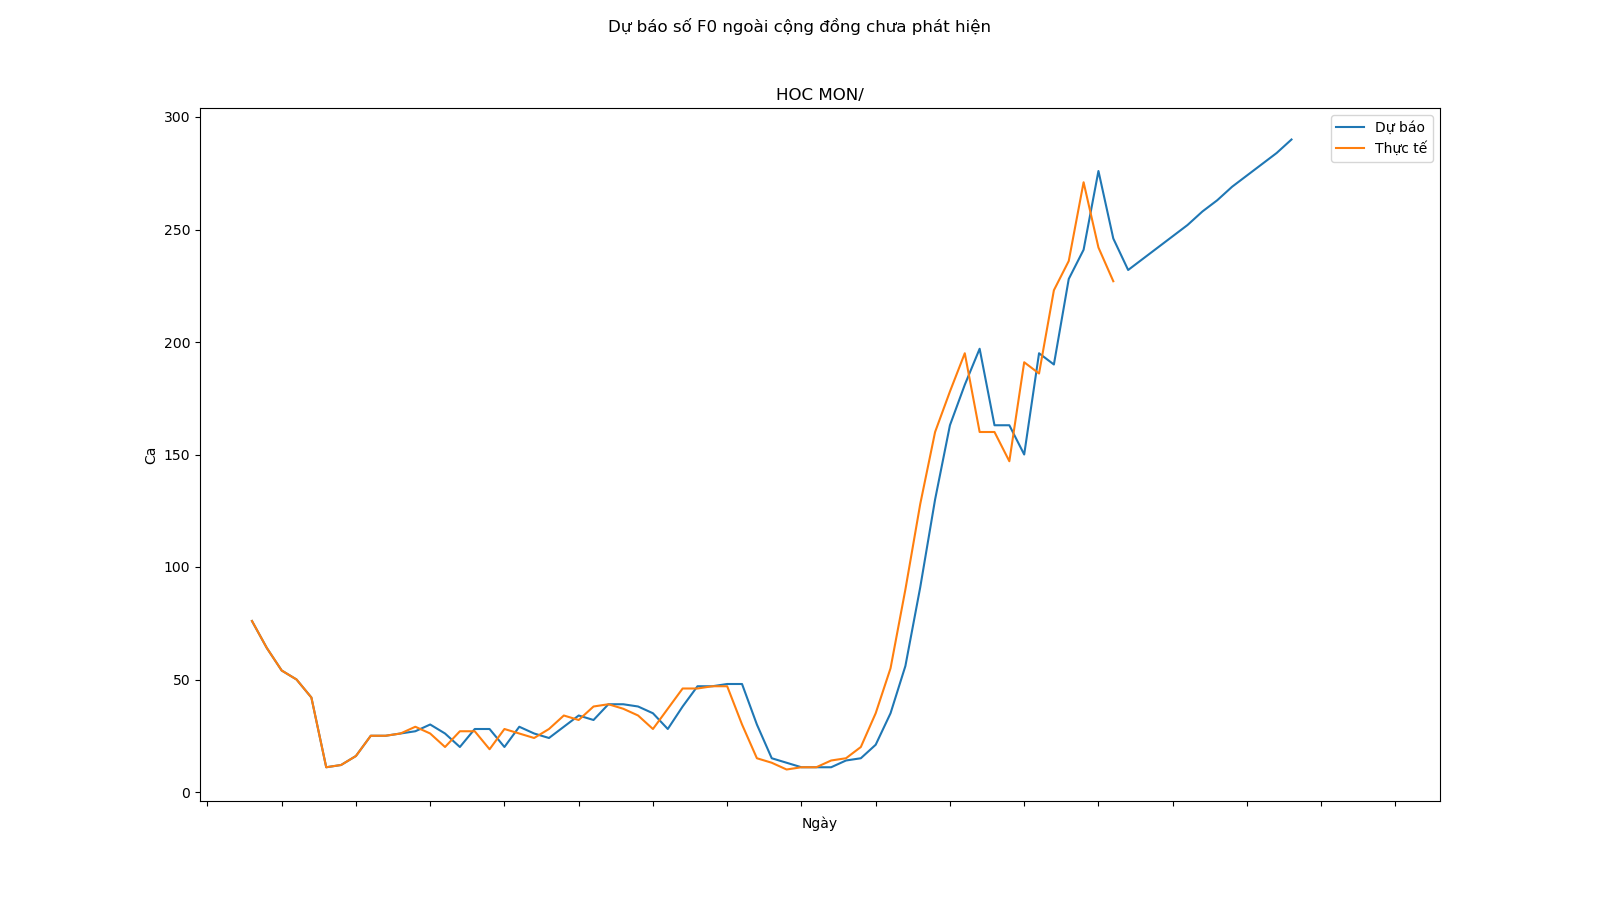 Dự báo số F0 ngoài cộng đồng chưa phát hiện
HOC MON/
300
250
200
150
100
50
0
Ca
Ngày
Dự báo
Thực tế